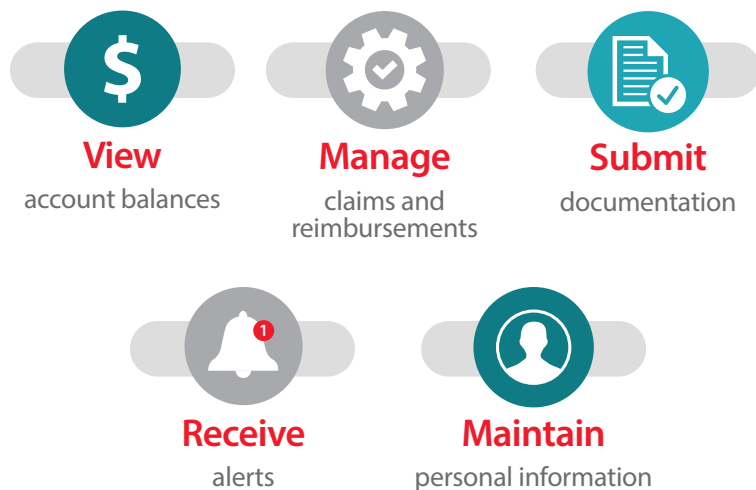 $
View
account balances
Manage
claims and
reimbursements
Submit
documentation
1
Receive
alerts
Maintain
personal information